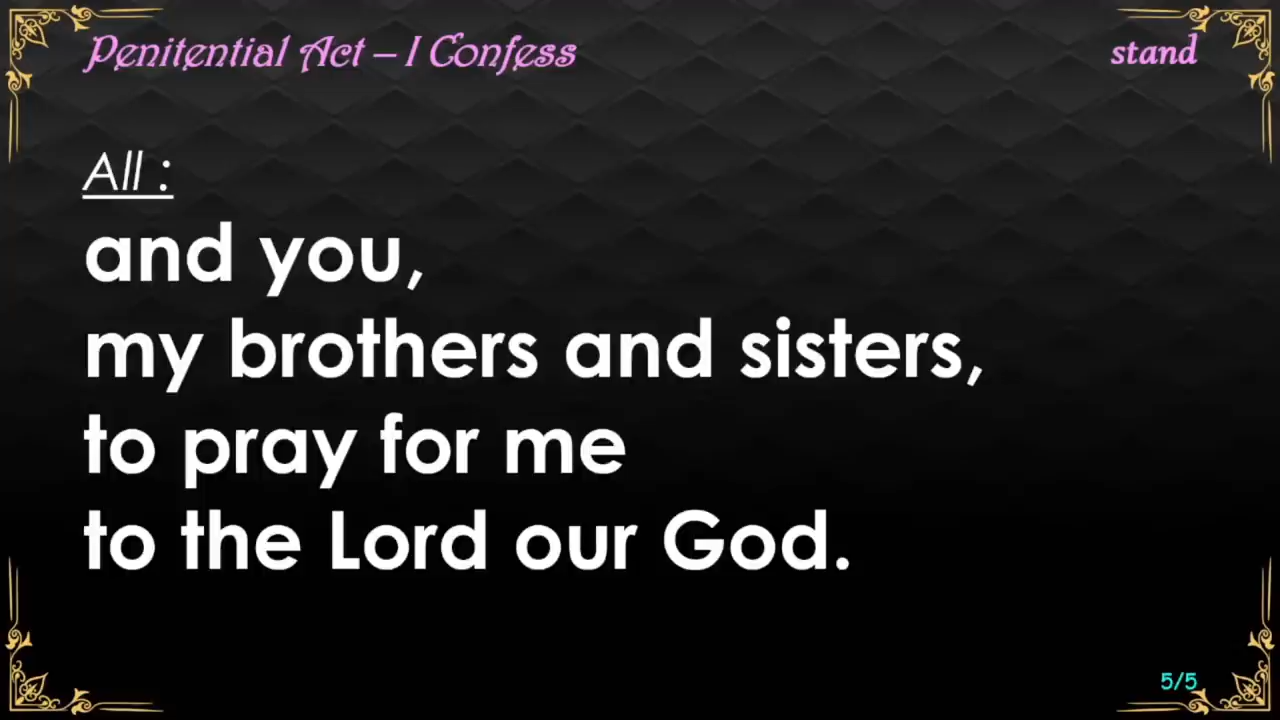 Penitential Act – I Confess
stand
All :
and you,
my brothers and sisters,
to pray for me
to the Lord our God.
5/5